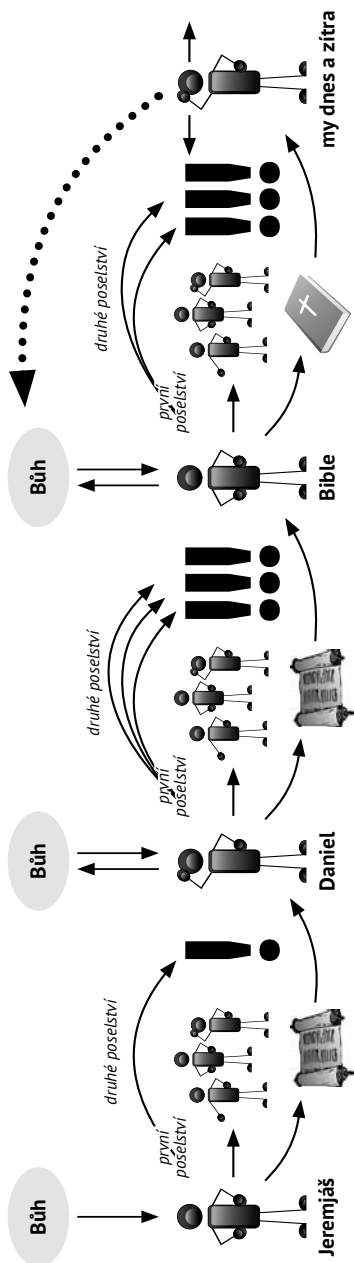 Bůh
druhé poselství
první
poselství
Jeremjáš
Bůh
druhé poselství
první
poselství
Daniel
Bůh
druhé poselství
první
poselství
Bible
my dnes a zítra